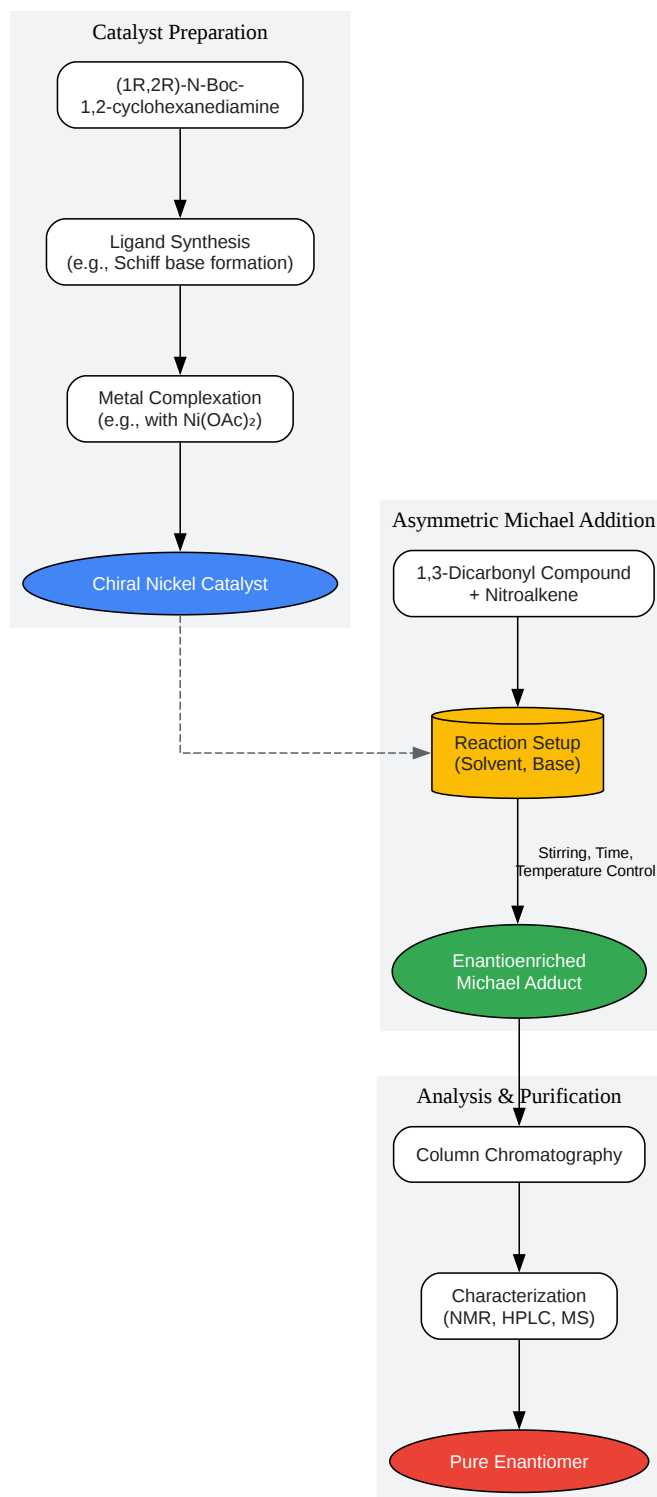 Catalyst Preparation
(1R,2R)-N-Boc-
1,2-cyclohexanediamine
Ligand Synthesis
(e.g., Schiff base formation)
Metal Complexation
(e.g., with Ni(OAc)₂)
Chiral Nickel Catalyst
Asymmetric Michael Addition
1,3-Dicarbonyl Compound
+ Nitroalkene
Reaction Setup
(Solvent, Base)
Stirring, Time,
Temperature Control
Enantioenriched
Michael Adduct
Analysis & Purification
Column Chromatography
Characterization
(NMR, HPLC, MS)
Pure Enantiomer